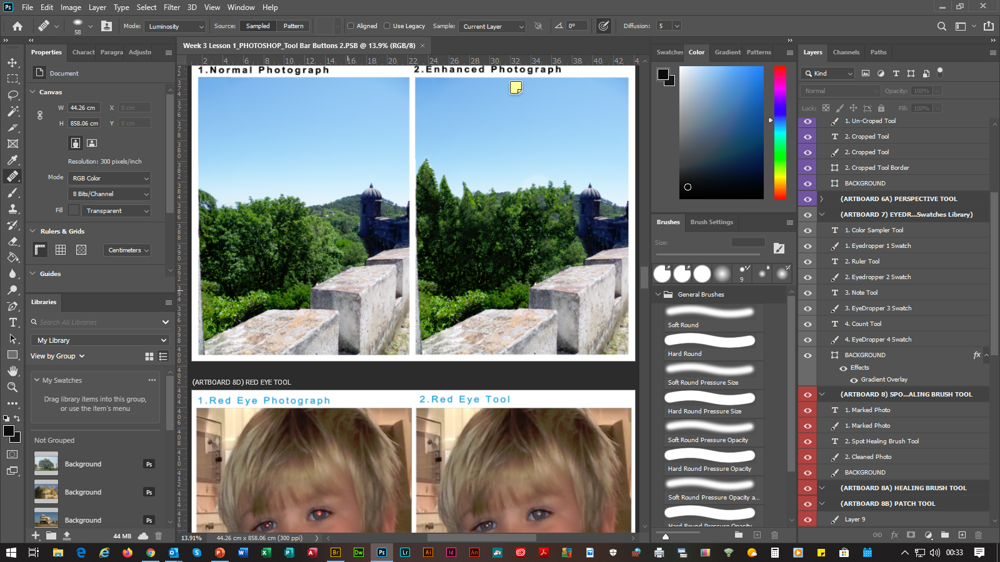 Ps File Edit Image Layer Type Select Filter 3D View Window Help
58 Mode: Luminosity Source: Sampled Pattern Aligned Use Legacy Sample: Current Layer 0° Diffusion: 5
Properties Charact Paragra Adjustn
Document
Canvas
W 44.26 cm X 0 cm
H 858.06 cm Y 0 cm
Resolution: 300 pixels/inch
Mode RGB Color
8 Bits/Channel
Fill Transparent
Rulers & Grids
Centimeters
Guides
Libraries
Search All Libraries
My Library
View by Group
My Swatches
Drag library items into this group,
or use the item's menu
Not Grouped
Background Ps
Background Ps
Background Ps
44 MB
Week 3 Lesson 1_PHOTOSHOP_Tool Bar Buttons 2.PSB @ 13.9% (RGB/8) ×
2 4 6 8 10 12 14 16 18 20 22 24 26 28 30 32 34 36 38 40 42 4
1.Normal Photograph
2.Enhanced Photograph
(ARTBOARD 8D) RED EYE TOOL
1.Red Eye Photograph
2.Red Eye Tool
13.91% 44.26 cm x 858.06 cm (300 ppi)
Swatches Color Gradient Patterns
Brushes Brush Settings
Size:
9
General Brushes
Soft Round
Hard Round
Soft Round Pressure Size
Hard Round Pressure Size
Soft Round Pressure Opacity
Hard Round Pressure Opacity
Soft Round Pressure Opacity a...
Hard Round Pressure Opacity
Layers Channels Paths
Kind
Normal Opacity: 100%
Lock: Fill: 100%
1. Un-Croped Tool
2. Cropped Tool
2. Cropped Tool
2. Cropped Tool Border
BACKGROUND
(ARTBOARD 6A) PERSPECTIVE TOOL
(ARTBOARD 7) EYEDR...Swatches Library)
1. Color Sampler Tool
1. Eyedropper 1 Swatch
2. Ruler Tool
2. Eyedropper 2 Swatch
3. Note Tool
3. EyeDropper 3 Swatch
4. Count Tool
4. EyeDropper 4 Swatch
BACKGROUND fx
Effects
Gradient Overlay
(ARTBOARD 8) SPO...ALING BRUSH TOOL
1. Marked Photo
1. Marked Photo
2. Spot Healing Brush Tool
2. Cleaned Photo
BACKGROUND
(ARTBOARD 8A) HEALING BRUSH TOOL
(ARTBOARD 8B) PATCH TOOL
Layer 9
fx
Br Dw Ps Lr Ai Id An
00:33